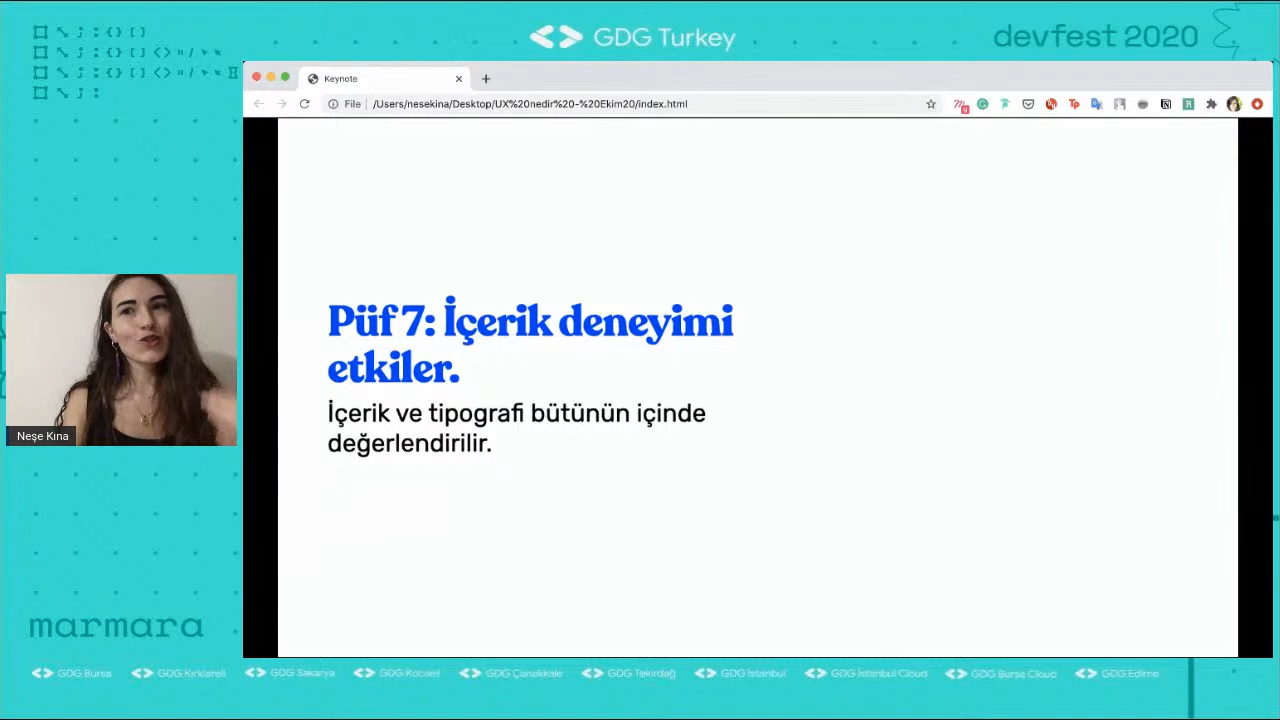 GDG Turkey
devfest 2020
Keynote
File
/Users/nesekina/Desktop/UX%20nedir%20-%20Ekim20/index.html
Püf 7: İçerik deneyimi
etkiler.
İçerik ve tipografi bütünün içinde
değerlendirilir.
Neşe Kına
marmara
GDG Bursa
GDG Kırklareli
GDG Sakarya
GDG Kocaeli
GDG Çanakkale
GDG Tekirdağ
GDG İstanbul
GDG İstanbul Cloud
GDG Bursa Cloud
GDG Edirne